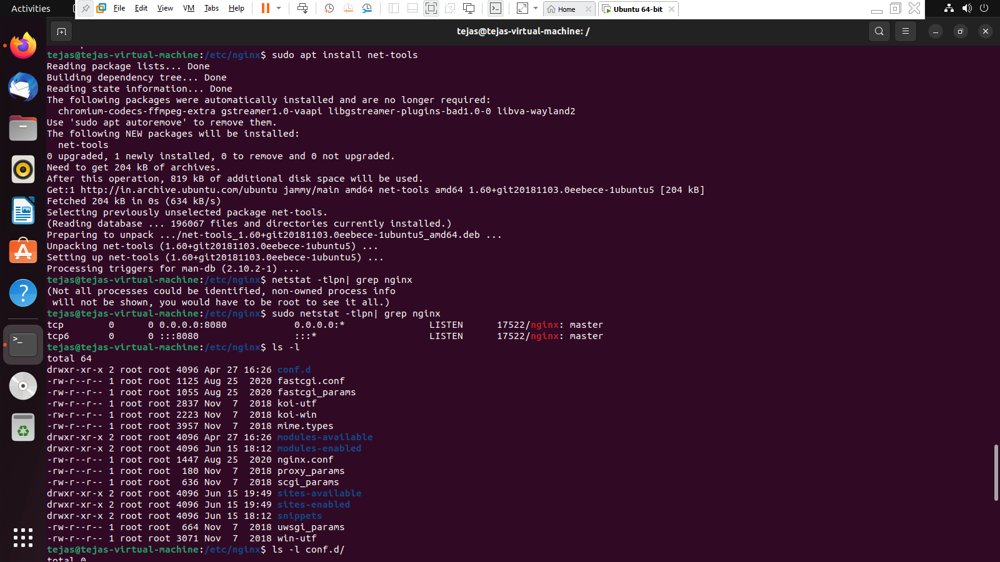 Activities
File Edit View VM Tabs Help
Home
Ubuntu 64-bit
tejas@tejas-virtual-machine: /
tejas@tejas-virtual-machine:/etc/nginx$ sudo apt install net-tools
Reading package lists... Done
Building dependency tree... Done
Reading state information... Done
The following packages were automatically installed and are no longer required:
  chromium-codecs-ffmpeg-extra gstreamer1.0-vaapi libgstreamer-plugins-bad1.0-0 libva-wayland2
Use 'sudo apt autoremove' to remove them.
The following NEW packages will be installed:
  net-tools
0 upgraded, 1 newly installed, 0 to remove and 0 not upgraded.
Need to get 204 kB of archives.
After this operation, 819 kB of additional disk space will be used.
Get:1 http://in.archive.ubuntu.com/ubuntu jammy/main amd64 net-tools amd64 1.60+git20181103.0eebece-1ubuntu5 [204 kB]
Fetched 204 kB in 0s (634 kB/s)
Selecting previously unselected package net-tools.
(Reading database ... 196067 files and directories currently installed.)
Preparing to unpack .../net-tools_1.60+git20181103.0eebece-1ubuntu5_amd64.deb ...
Unpacking net-tools (1.60+git20181103.0eebece-1ubuntu5) ...
Setting up net-tools (1.60+git20181103.0eebece-1ubuntu5) ...
Processing triggers for man-db (2.10.2-1) ...
tejas@tejas-virtual-machine:/etc/nginx$ netstat -tlpn| grep nginx
(Not all processes could be identified, non-owned process info
 will not be shown, you would have to be root to see it all.)
tejas@tejas-virtual-machine:/etc/nginx$ sudo netstat -tlpn| grep nginx
tcp        0      0 0.0.0.0:8080            0.0.0.0:*               LISTEN      17522/nginx: master
tcp6       0      0 :::8080                 :::*                    LISTEN      17522/nginx: master
tejas@tejas-virtual-machine:/etc/nginx$ ls -l
total 64
drwxr-xr-x 2 root root 4096 Apr 27 16:26 conf.d
-rw-r--r-- 1 root root 1125 Aug 25  2020 fastcgi.conf
-rw-r--r-- 1 root root 1055 Aug 25  2020 fastcgi_params
-rw-r--r-- 1 root root 2837 Nov  7  2018 koi-utf
-rw-r--r-- 1 root root 2223 Nov  7  2018 koi-win
-rw-r--r-- 1 root root 3957 Nov  7  2018 mime.types
drwxr-xr-x 2 root root 4096 Apr 27 16:26 modules-available
drwxr-xr-x 2 root root 4096 Jun 15 18:12 modules-enabled
-rw-r--r-- 1 root root 1447 Aug 25  2020 nginx.conf
-rw-r--r-- 1 root root  180 Nov  7  2018 proxy_params
-rw-r--r-- 1 root root  636 Nov  7  2018 scgi_params
drwxr-xr-x 2 root root 4096 Jun 15 19:49 sites-available
drwxr-xr-x 2 root root 4096 Jun 15 19:49 sites-enabled
drwxr-xr-x 2 root root 4096 Jun 15 18:12 snippets
-rw-r--r-- 1 root root  664 Nov  7  2018 uwsgi_params
-rw-r--r-- 1 root root 3071 Nov  7  2018 win-utf
tejas@tejas-virtual-machine:/etc/nginx$ ls -l conf.d/
total 0